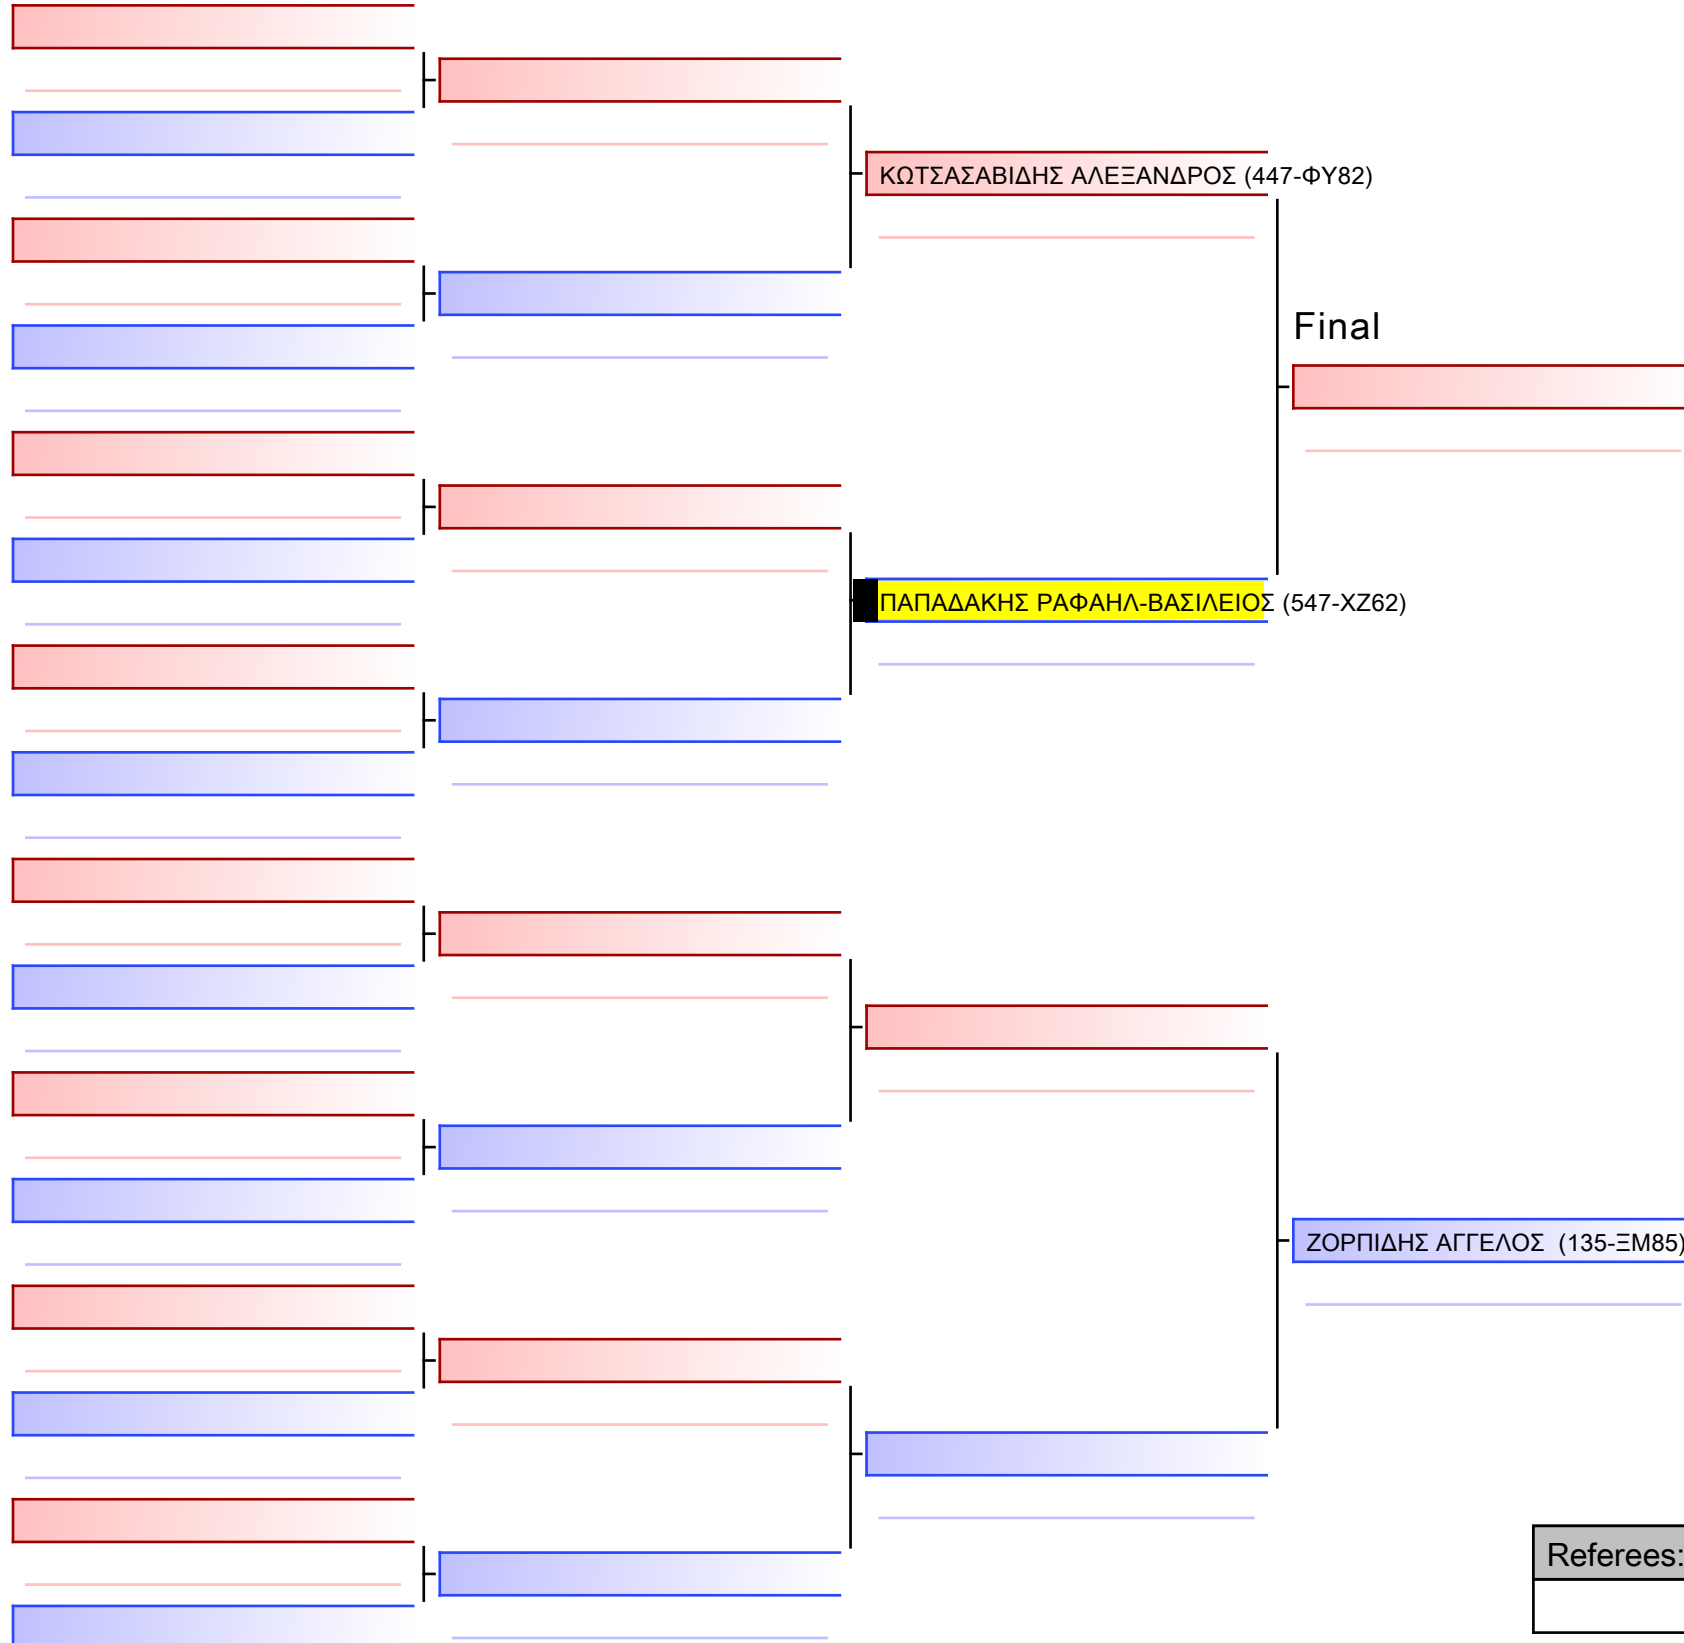 ΚΩΤΣΑΣΑΒΙΔΗΣ ΑΛΕΞΑΝΔΡΟΣ (447-ΦΥ82)
Final
ΠΑΠΑΔΑΚΗΣ ΡΑΦΑΗΛ-ΒΑΣΙΛΕΙΟΣ (547-ΧΖ62)
ΖΟΡΠΙΔΗΣ ΑΓΓΕΛΟΣ (135-ΞΜ85)
Referees: